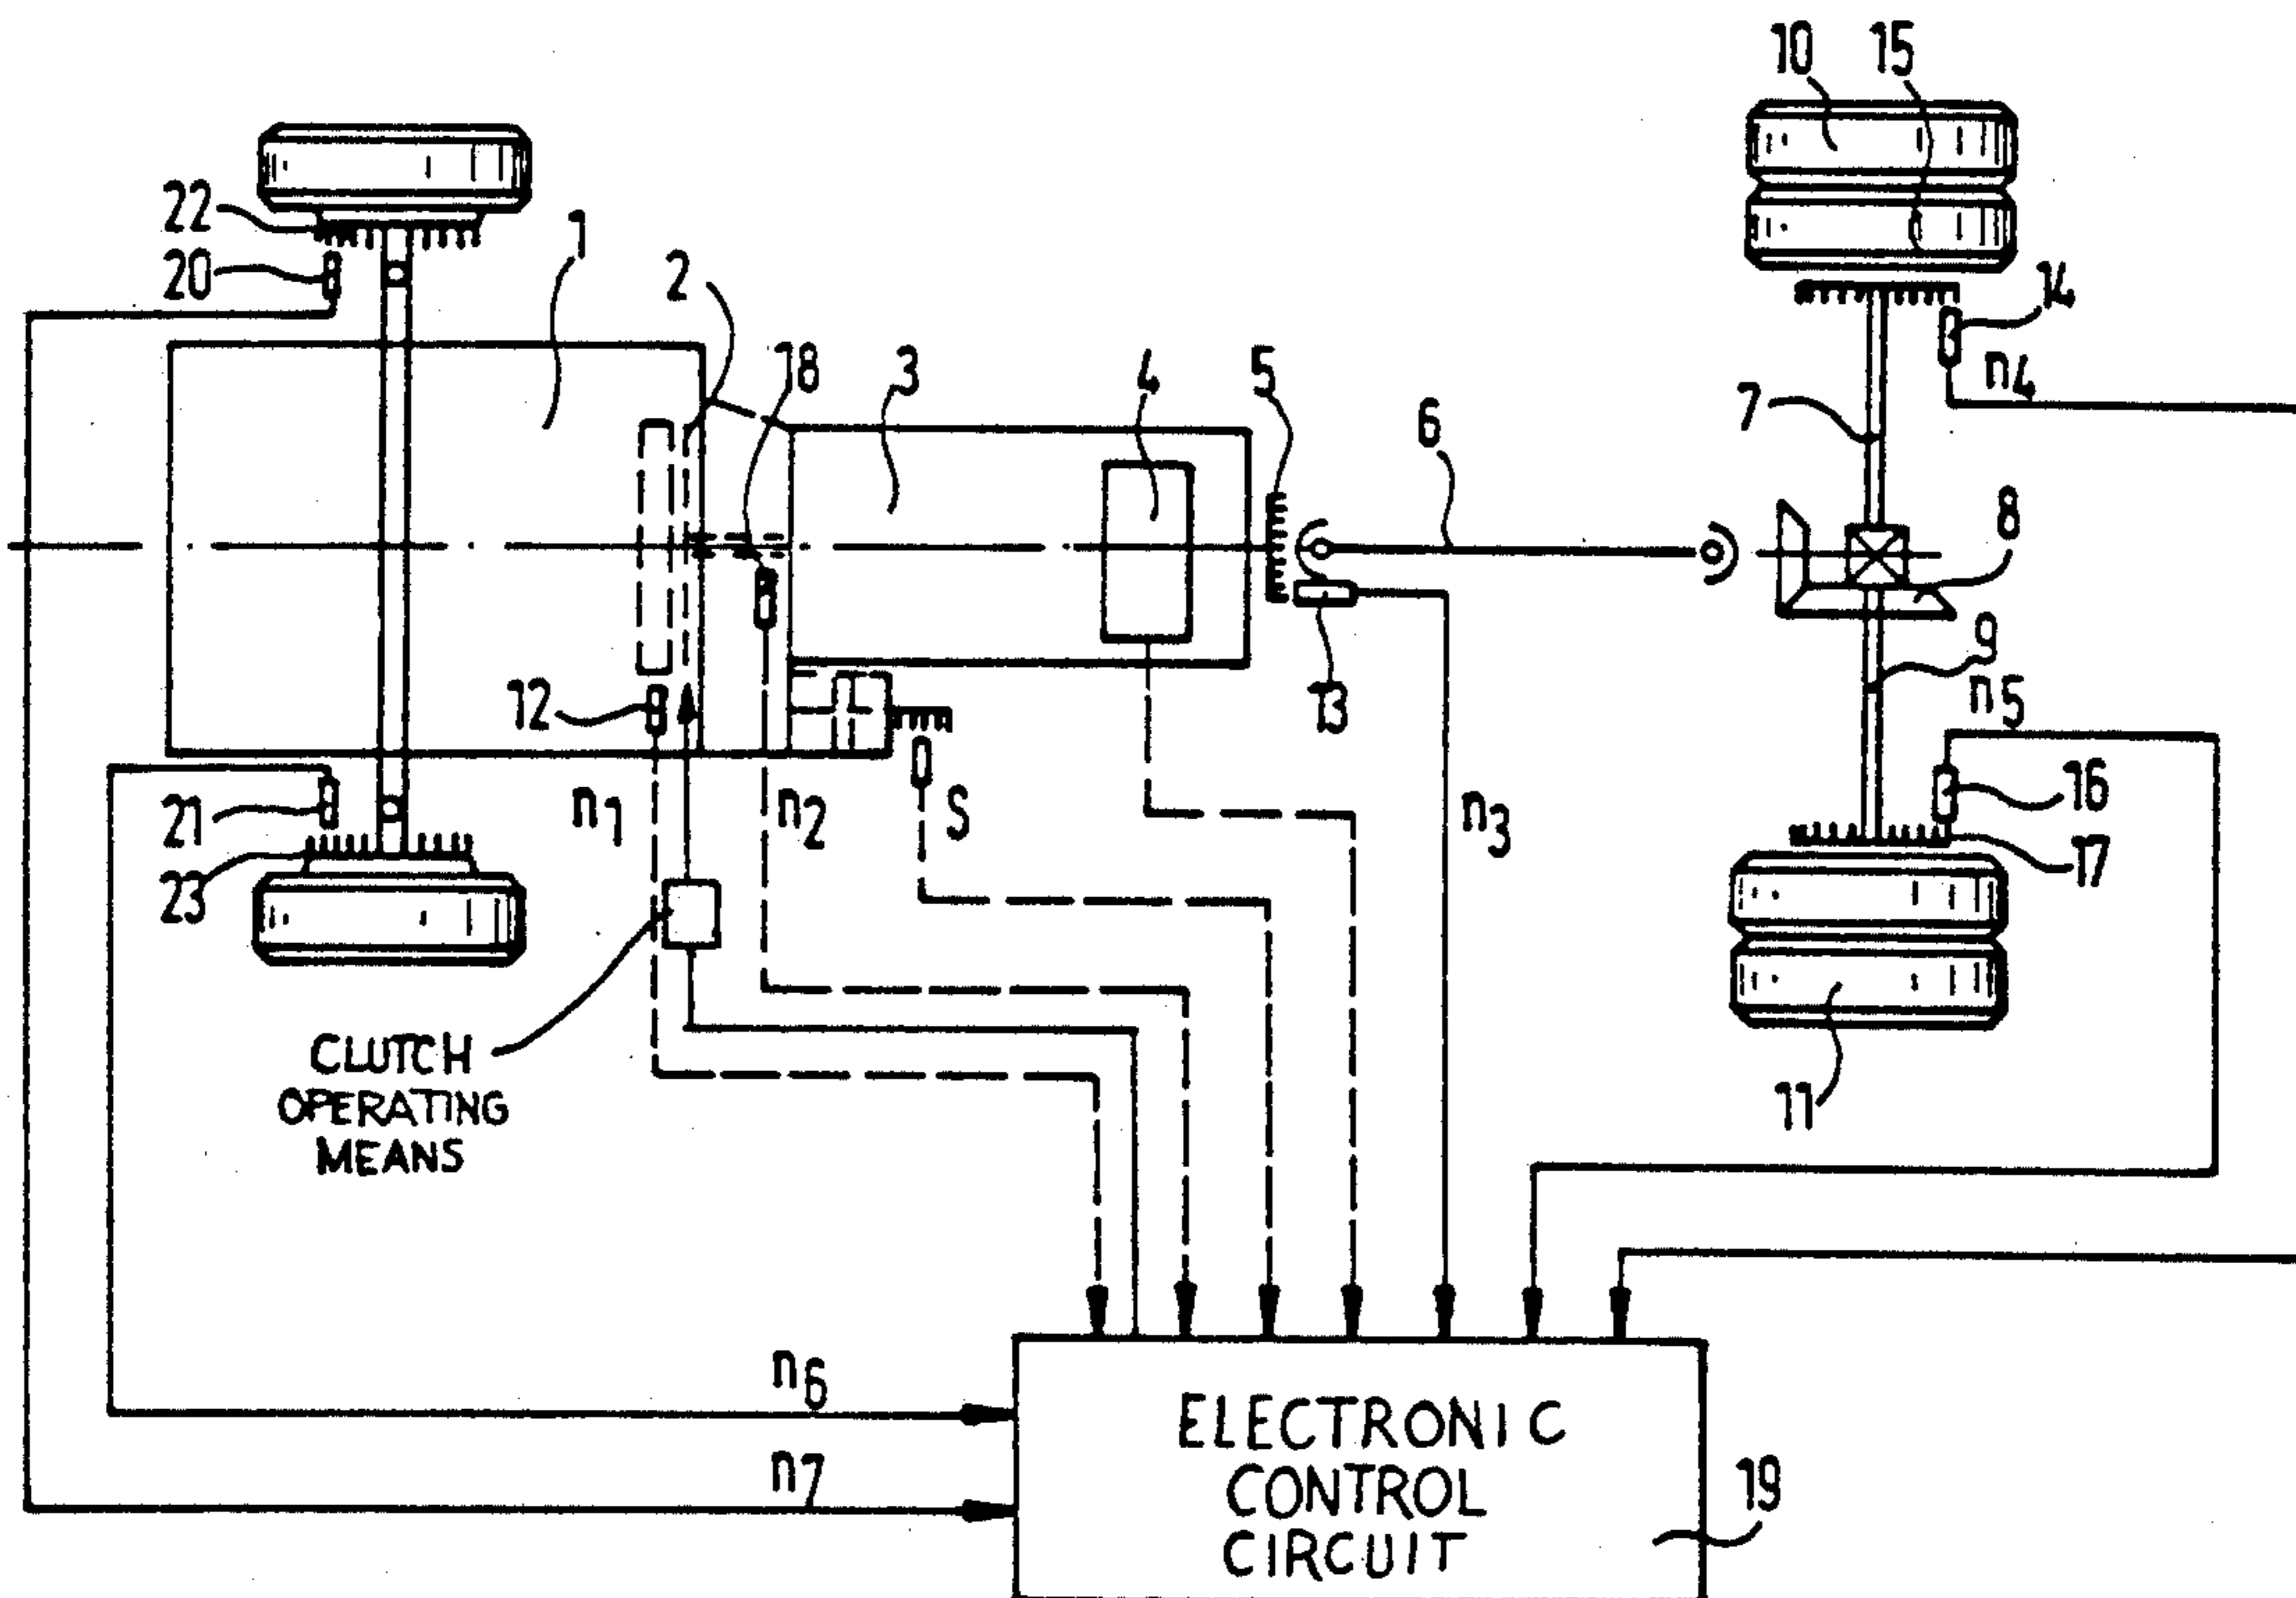 10 15
22
1
20
2
14
18
3
4
5
n4
7
6
8
9
n5
12
13
16
21
n1
n2
S
n3
17
23
CLUTCH
OPERATING
MEANS
11
n6
ELECTRONIC
n7
CONTROL
19
CIRCUIT